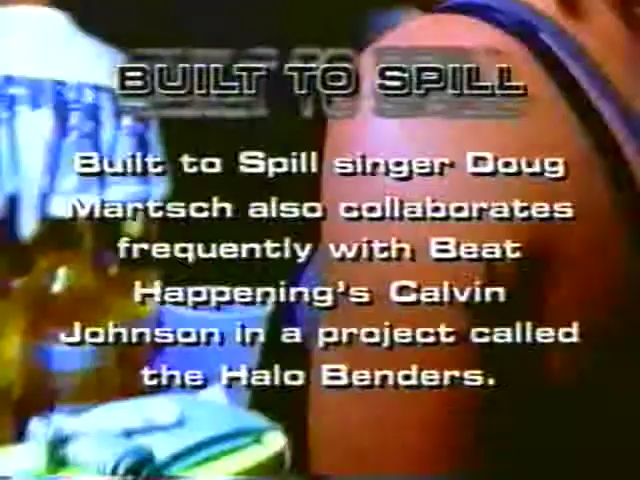 BUILT TO SPILL
Built to Spill singer Doug
Martsch also collaborates
frequently with Beat
Happening's Calvin
Johnson in a project called
the Halo Benders.